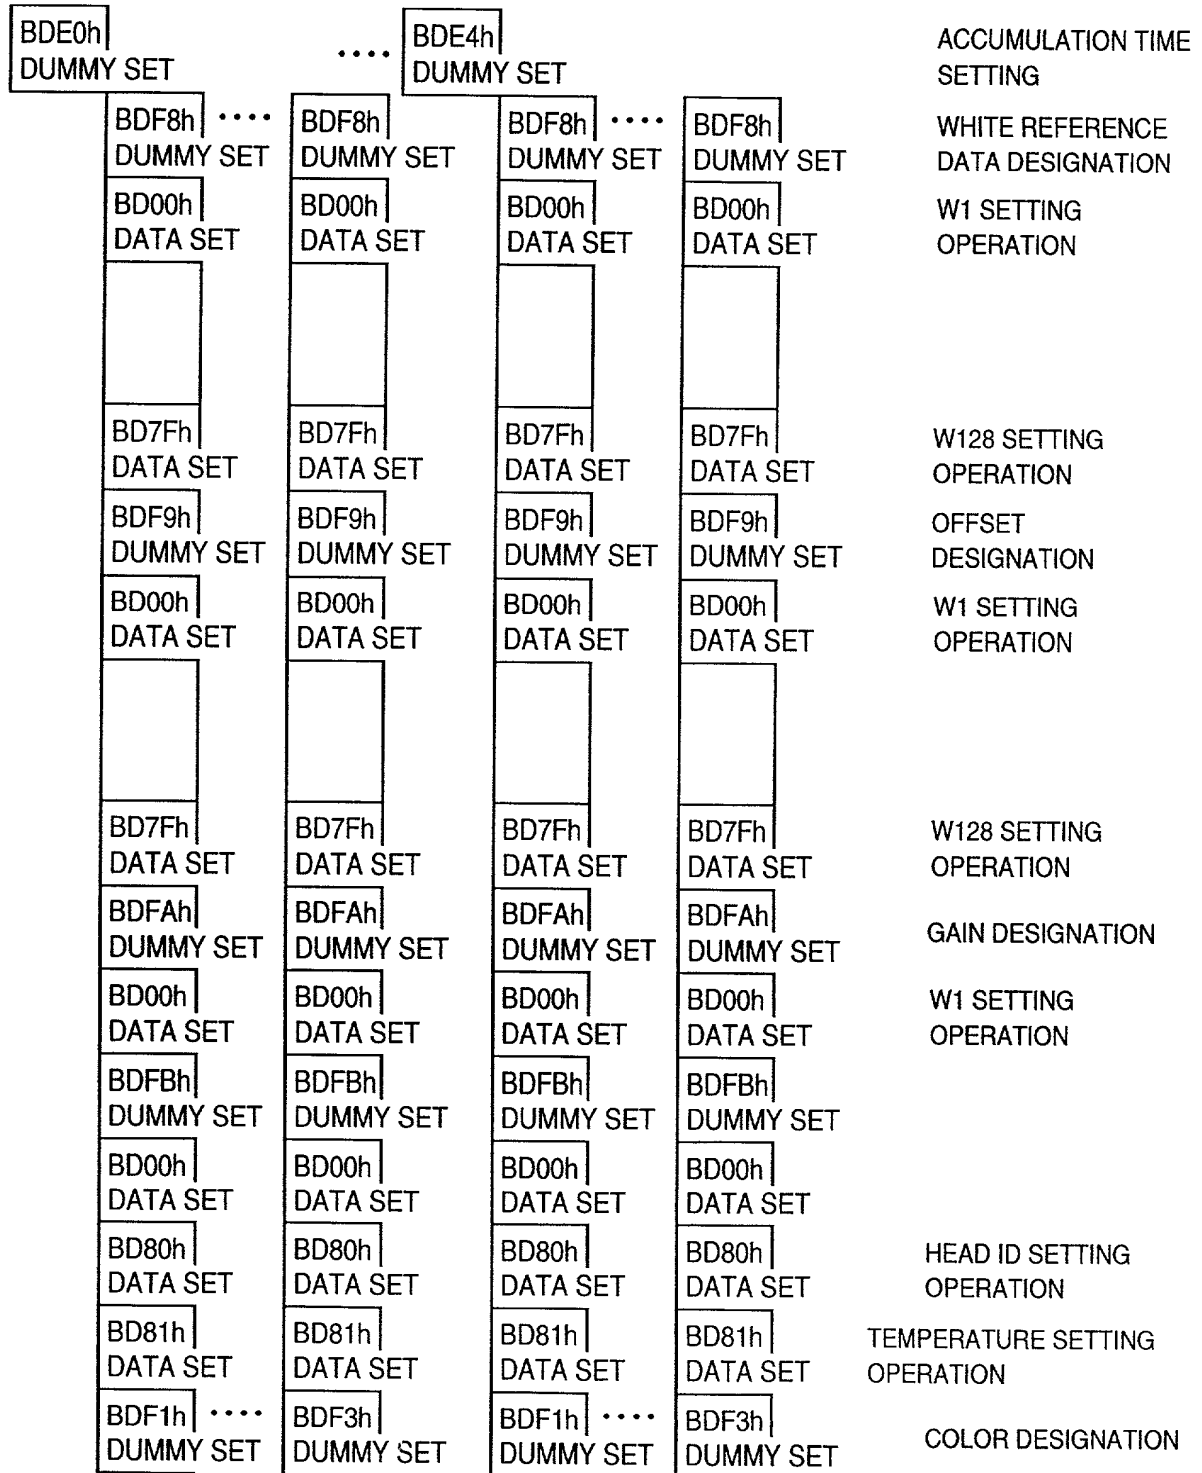 BDE0h .... BDE4h ACCUMULATION TIME
DUMMY SET DUMMY SET SETTING
BDF8h .... BDF8h BDF8h .... BDF8h WHITE REFERENCE
DUMMY SET DUMMY SET DUMMY SET DUMMY SET DATA DESIGNATION
BD00h BD00h BD00h BD00h W1 SETTING
DATA SET DATA SET DATA SET DATA SET OPERATION
BD7Fh BD7Fh BD7Fh BD7Fh W128 SETTING
DATA SET DATA SET DATA SET DATA SET OPERATION
BDF9h BDF9h BDF9h BDF9h OFFSET
DUMMY SET DUMMY SET DUMMY SET DUMMY SET DESIGNATION
BD00h BD00h BD00h BD00h W1 SETTING
DATA SET DATA SET DATA SET DATA SET OPERATION
BD7Fh BD7Fh BD7Fh BD7Fh W128 SETTING
DATA SET DATA SET DATA SET DATA SET OPERATION
BDFAh BDFAh BDFAh BDFAh GAIN DESIGNATION
DUMMY SET DUMMY SET DUMMY SET DUMMY SET
BD00h BD00h BD00h BD00h W1 SETTING
DATA SET DATA SET DATA SET DATA SET OPERATION
BDFBh BDFBh BDFBh BDFBh
DUMMY SET DUMMY SET DUMMY SET DUMMY SET
BD00h BD00h BD00h BD00h
DATA SET DATA SET DATA SET DATA SET
BD80h BD80h BD80h BD80h HEAD ID SETTING
DATA SET DATA SET DATA SET DATA SET OPERATION
BD81h BD81h BD81h BD81h TEMPERATURE SETTING
DATA SET DATA SET DATA SET DATA SET OPERATION
BDF1h .... BDF3h BDF1h .... BDF3h COLOR DESIGNATION
DUMMY SET DUMMY SET DUMMY SET DUMMY SET